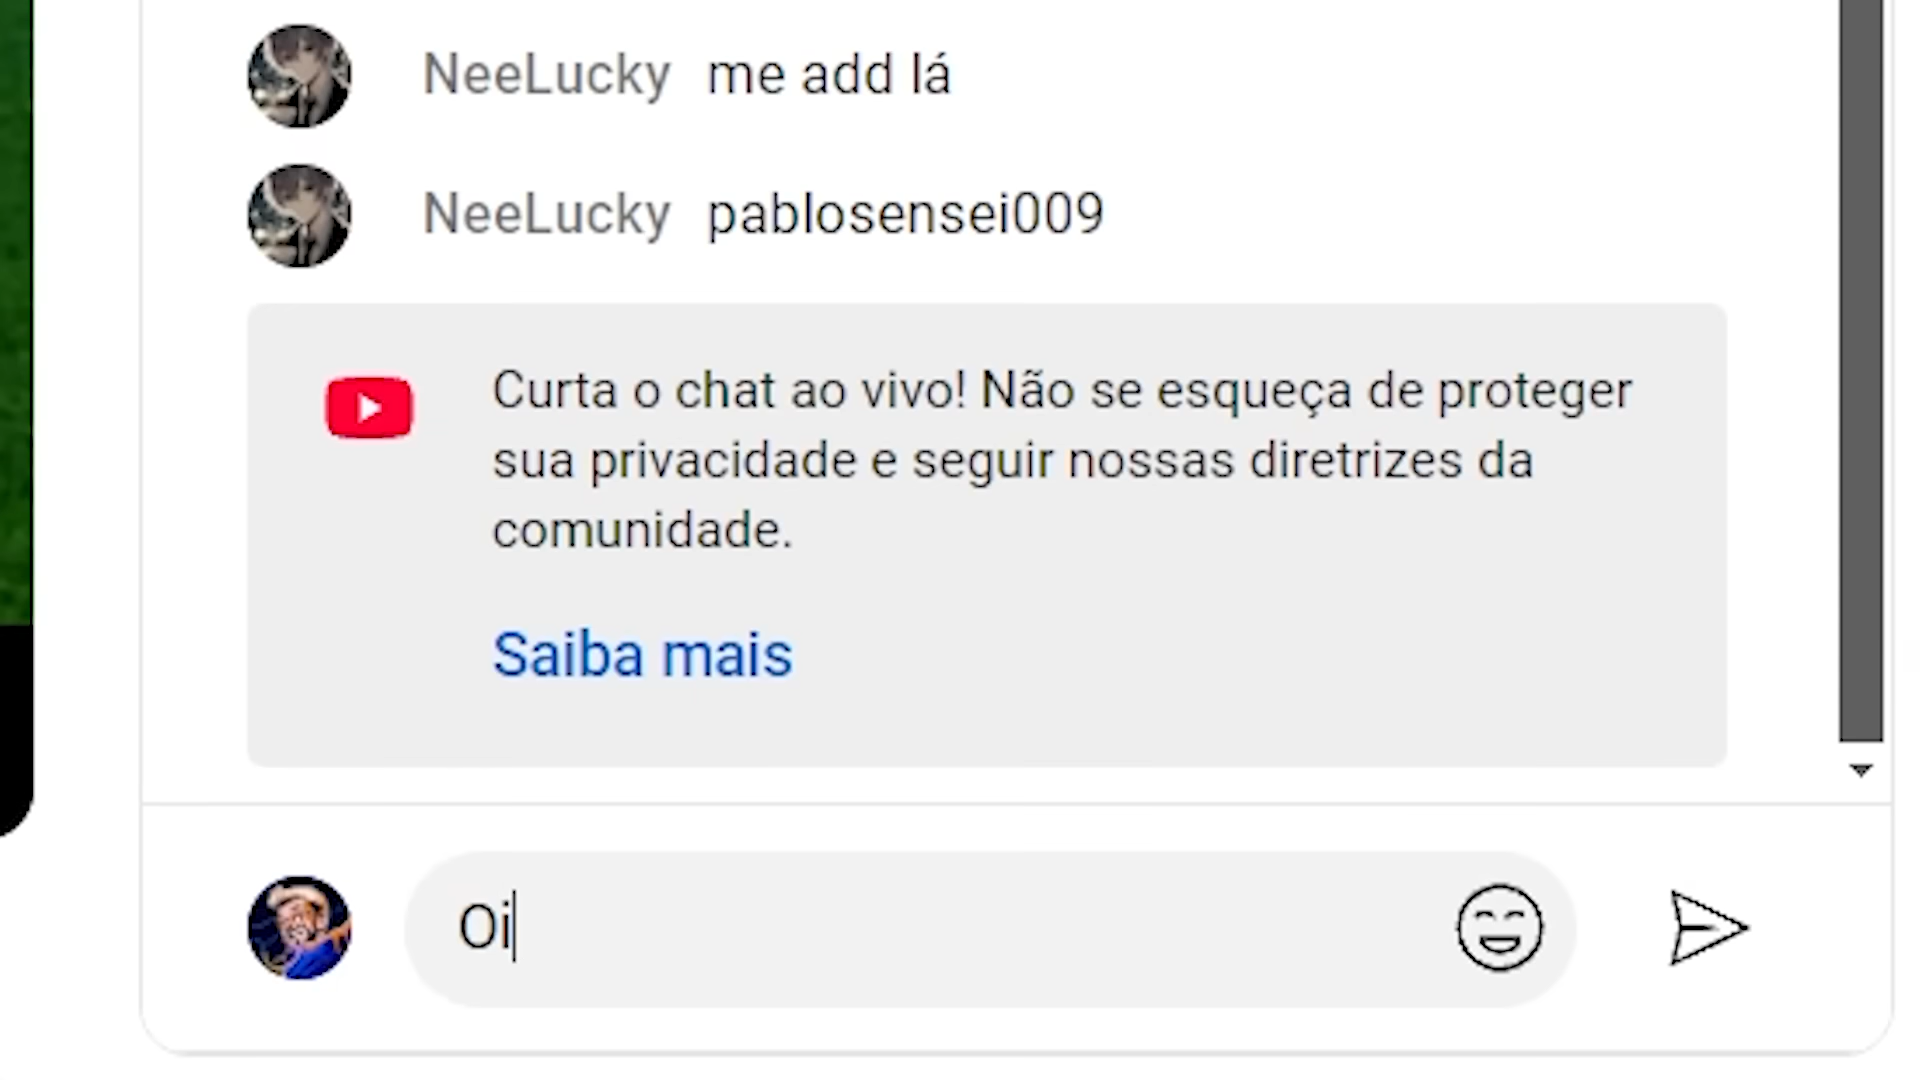 NeeLucky me add lá
NeeLucky pablosensei009
Curta o chat ao vivo! Não se esqueça de proteger
sua privacidade e seguir nossas diretrizes da
comunidade.
Saiba mais
Oi